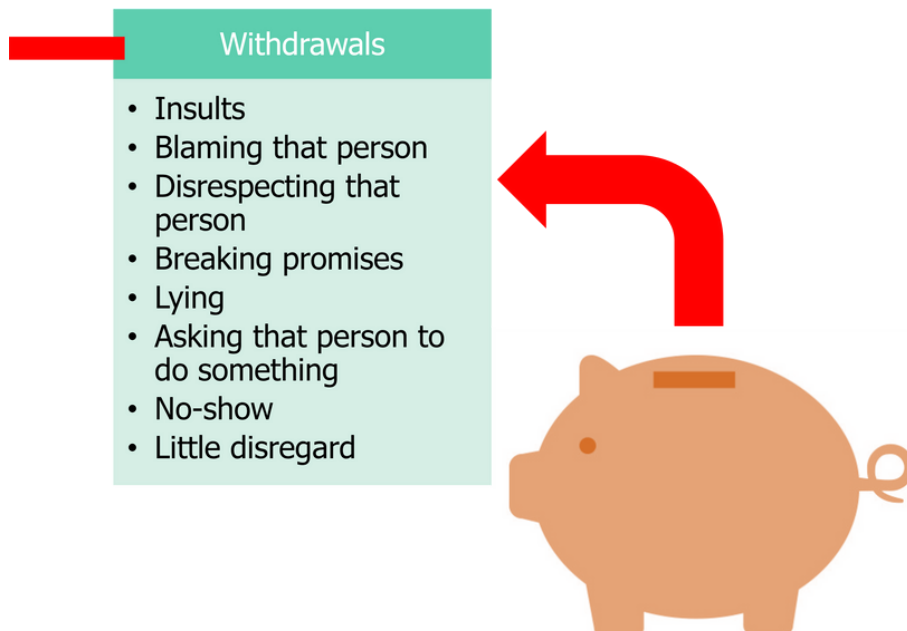 Withdrawals
• Insults
• Blaming that person
• Disrespecting that
person
• Breaking promises
• Lying
• Asking that person to
do something
• No-show
• Little disregard